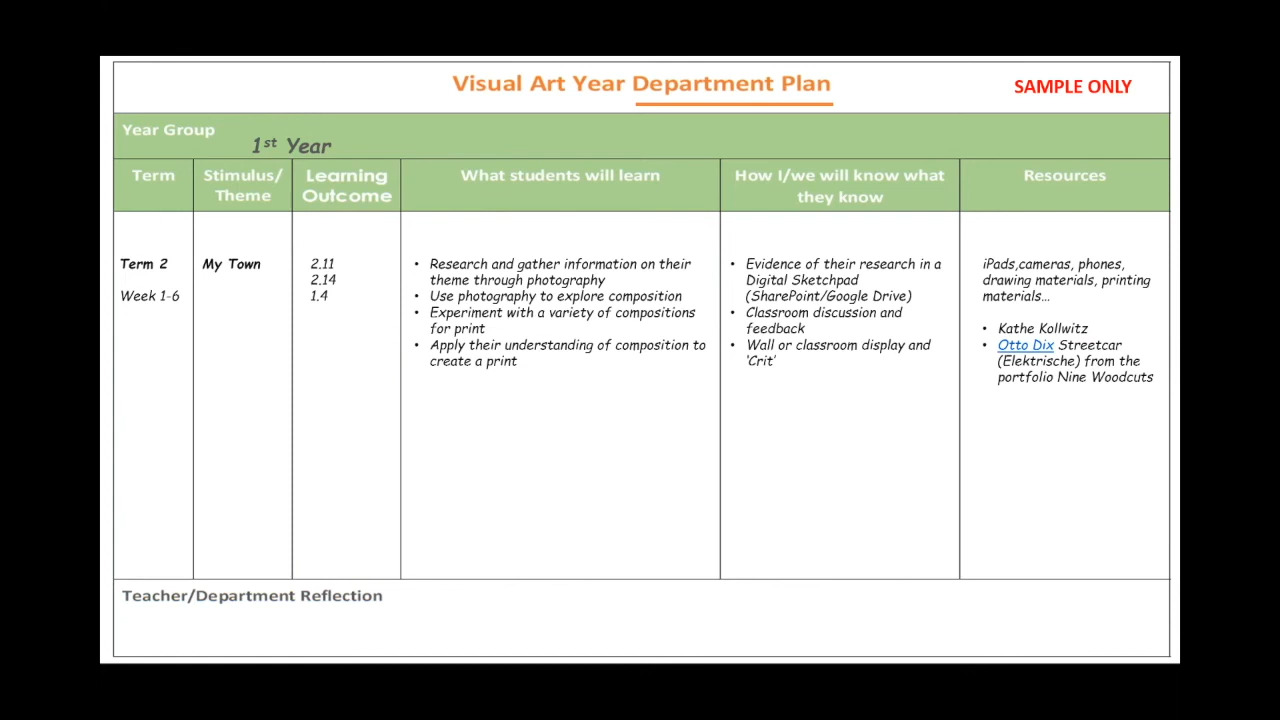 Visual Art Year Department Plan
SAMPLE ONLY
Year Group
1st Year
Term
Stimulus/
Theme
Learning
Outcome
What students will learn
How I/we will know what
they know
Resources
Term 2
Week 1-6
My Town
2.11
2.14
1.4
• Research and gather information on their
theme through photography
• Use photography to explore composition
• Experiment with a variety of compositions
for print
• Apply their understanding of composition to
create a print
• Evidence of their research in a
Digital Sketchpad
(SharePoint/Google Drive)
• Classroom discussion and
feedback
• Wall or classroom display and
‘Crit’
iPads,cameras, phones,
drawing materials, printing
materials…
• Kathe Kollwitz
• Otto Dix Streetcar
(Elektrische) from the
portfolio Nine Woodcuts
Teacher/Department Reflection